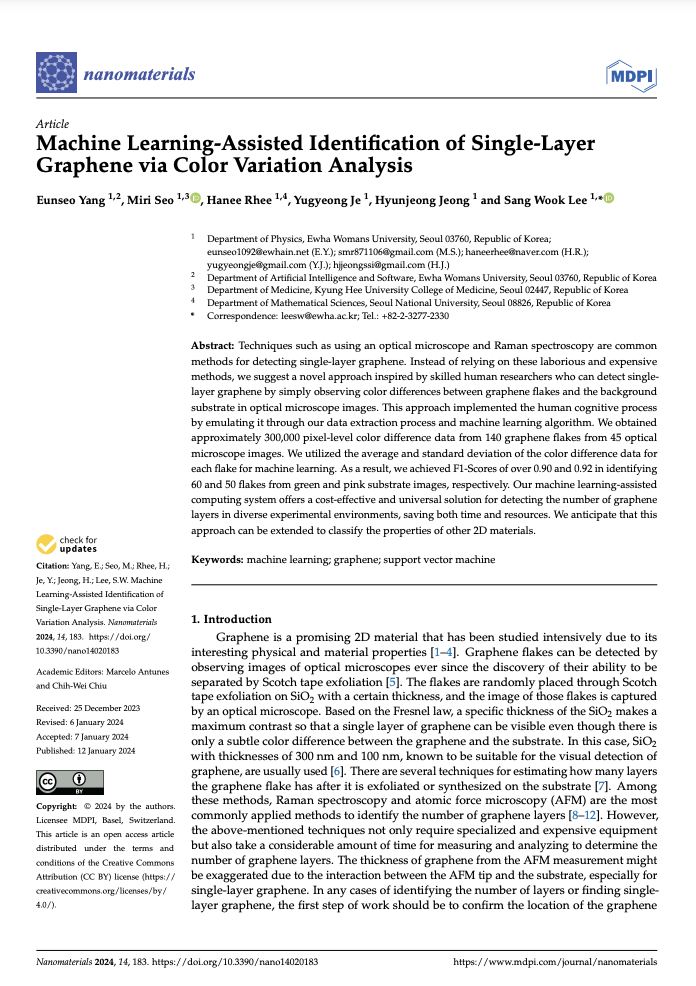 nanomaterials
MDPI
Article
Machine Learning-Assisted Identification of Single-Layer
Graphene via Color Variation Analysis
Eunseo Yang 1,2, Miri Seo 1,3, Hanee Rhee 1,4, Yugyeong Je 1, Hyunjeong Jeong 1 and Sang Wook Lee 1,*
1 Department of Physics, Ewha Womans University, Seoul 03760, Republic of Korea;
eunseo1092@ewhain.net (E.Y.); smr871106@gmail.com (M.S.); haneerhee@naver.com (H.R.);
yugyeongje@gmail.com (Y.J.); hjjeongssi@gmail.com (H.J.)
2 Department of Artificial Intelligence and Software, Ewha Womans University, Seoul 03760, Republic of Korea
3 Department of Medicine, Kyung Hee University College of Medicine, Seoul 02447, Republic of Korea
4 Department of Mathematical Sciences, Seoul National University, Seoul 08826, Republic of Korea
* Correspondence: leesw@ewha.ac.kr; Tel.: +82-2-3277-2330
Abstract: Techniques such as using an optical microscope and Raman spectroscopy are common
methods for detecting single-layer graphene. Instead of relying on these laborious and expensive
methods, we suggest a novel approach inspired by skilled human researchers who can detect single-
layer graphene by simply observing color differences between graphene flakes and the background
substrate in optical microscope images. This approach implemented the human cognitive process
by emulating it through our data extraction process and machine learning algorithm. We obtained
approximately 300,000 pixel-level color difference data from 140 graphene flakes from 45 optical
microscope images. We utilized the average and standard deviation of the color difference data for
each flake for machine learning. As a result, we achieved F1-Scores of over 0.90 and 0.92 in identifying
60 and 50 flakes from green and pink substrate images, respectively. Our machine learning-assisted
computing system offers a cost-effective and universal solution for detecting the number of graphene
layers in diverse experimental environments, saving both time and resources. We anticipate that this
approach can be extended to classify the properties of other 2D materials.
Keywords: machine learning; graphene; support vector machine
check for
updates
Citation: Yang, E.; Seo, M.; Rhee, H.;
Je, Y.; Jeong, H.; Lee, S.W. Machine
Learning-Assisted Identification of
Single-Layer Graphene via Color
Variation Analysis. Nanomaterials
2024, 14, 183. https://doi.org/
10.3390/nano14020183
Academic Editors: Marcelo Antunes
and Chih-Wei Chiu
Received: 25 December 2023
Revised: 6 January 2024
Accepted: 7 January 2024
Published: 12 January 2024
CC BY
Copyright: © 2024 by the authors.
Licensee MDPI, Basel, Switzerland.
This article is an open access article
distributed under the terms and
conditions of the Creative Commons
Attribution (CC BY) license (https://
creativecommons.org/licenses/by/
4.0/).
1. Introduction
Graphene is a promising 2D material that has been studied intensively due to its
interesting physical and material properties [1–4]. Graphene flakes can be detected by
observing images of optical microscopes ever since the discovery of their ability to be
separated by Scotch tape exfoliation [5]. The flakes are randomly placed through Scotch
tape exfoliation on SiO2 with a certain thickness, and the image of those flakes is captured
by an optical microscope. Based on the Fresnel law, a specific thickness of the SiO2 makes a
maximum contrast so that a single layer of graphene can be visible even though there is
only a subtle color difference between the graphene and the substrate. In this case, SiO2
with thicknesses of 300 nm and 100 nm, known to be suitable for the visual detection of
graphene, are usually used [6]. There are several techniques for estimating how many layers
the graphene flake has after it is exfoliated or synthesized on the substrate [7]. Among
these methods, Raman spectroscopy and atomic force microscopy (AFM) are the most
commonly applied methods to identify the number of graphene layers [8–12]. However,
the above-mentioned techniques not only require specialized and expensive equipment
but also take a considerable amount of time for measuring and analyzing to determine the
number of graphene layers. The thickness of graphene from the AFM measurement might
be exaggerated due to the interaction between the AFM tip and the substrate, especially for
single-layer graphene. In any cases of identifying the number of layers or finding single-
layer graphene, the first step of work should be to confirm the location of the graphene
Nanomaterials 2024, 14, 183. https://doi.org/10.3390/nano14020183
https://www.mdpi.com/journal/nanomaterials